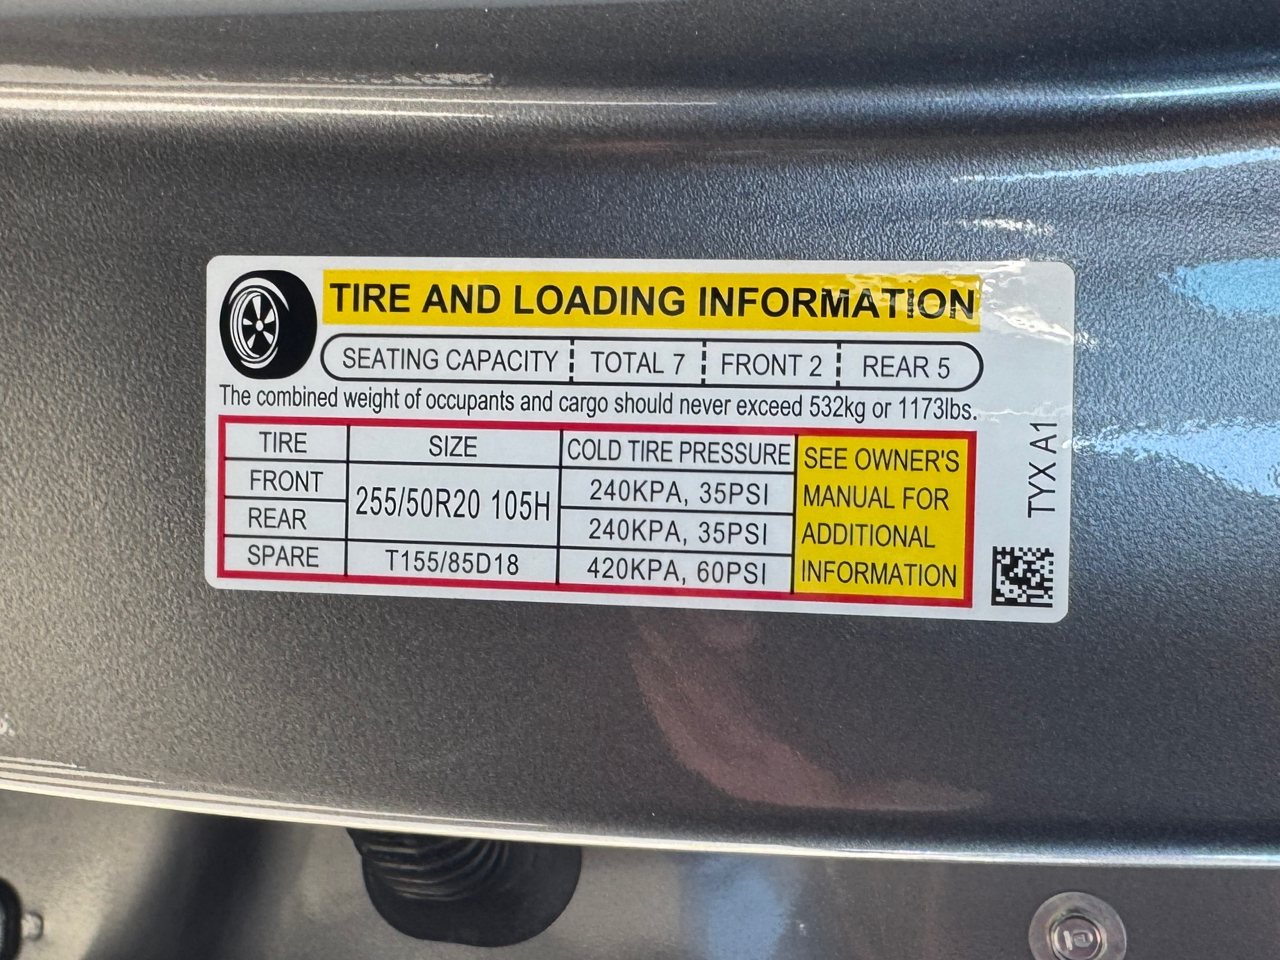 TIRE AND LOADING INFORMATION
SEATING CAPACITY TOTAL 7 FRONT 2 REAR 5
The combined weight of occupants and cargo should never exceed 532kg or 1173lbs.
TIRE SIZE COLD TIRE PRESSURE
FRONT 255/50R20 105H 240KPA, 35PSI
REAR 240KPA, 35PSI
SPARE T155/85D18 420KPA, 60PSI
SEE OWNER'S
MANUAL FOR
ADDITIONAL
INFORMATION
TYX A1